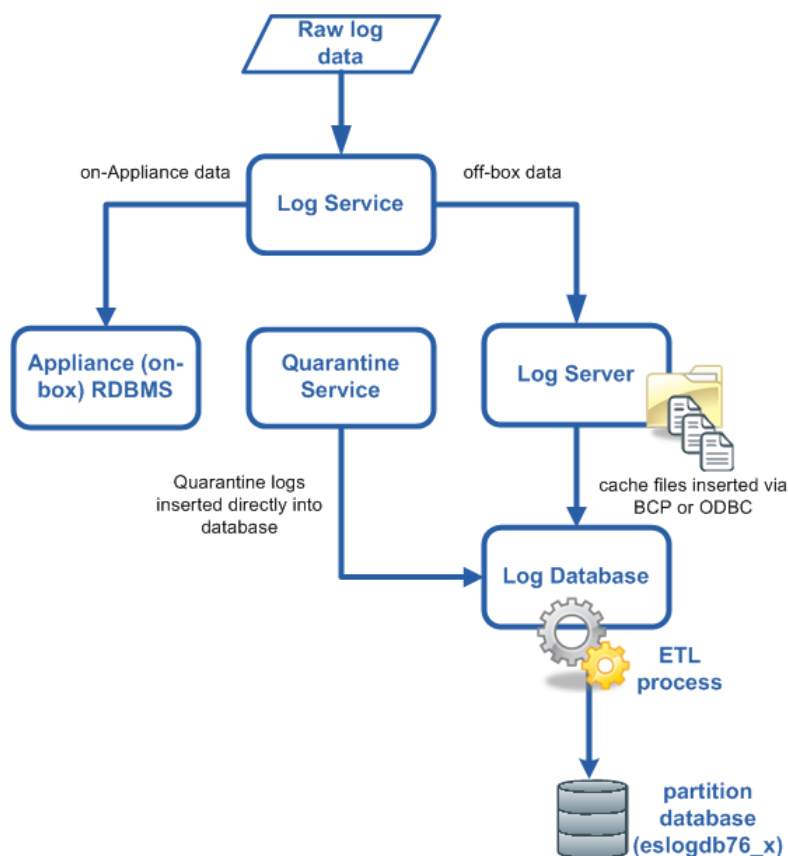 Raw log
data
on-Appliance data
off-box data
Log Service
Appliance (on-
box) RDBMS
Quarantine
Service
Log Server
Quarantine logs
inserted directly into
database
cache files inserted via
BCP or ODBC
Log Database
ETL
process
partition
database
(eslogdb76_x)